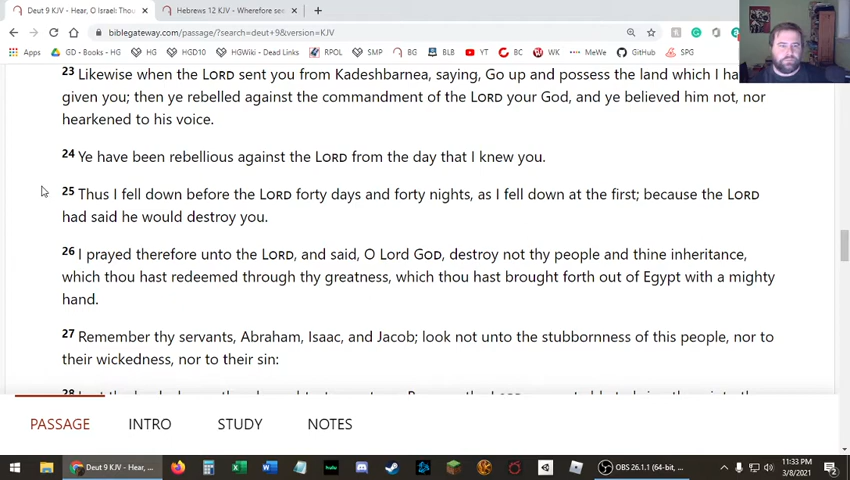 Deut 9 KJV - Hear, O Israel: Thou
Hebrews 12 KJV - Wherefore see
biblegateway.com/passage/?search=deut+9&version=KJV
Apps GD - Books - HG HG HGD10 HGWiki - Dead Links RPOL SMP BG BLB YT BC WK MeWe GitHub SPG
23 Likewise when the LORD sent you from Kadeshbarnea, saying, Go up and possess the land which I ha
given you; then ye rebelled against the commandment of the LORD your God, and ye believed him not, nor
hearkened to his voice.
24 Ye have been rebellious against the LORD from the day that I knew you.
25 Thus I fell down before the LORD forty days and forty nights, as I fell down at the first; because the LORD
had said he would destroy you.
26 I prayed therefore unto the LORD, and said, O Lord GOD, destroy not thy people and thine inheritance,
which thou hast redeemed through thy greatness, which thou hast brought forth out of Egypt with a mighty
hand.
27 Remember thy servants, Abraham, Isaac, and Jacob; look not unto the stubbornness of this people, nor to
their wickedness, nor to their sin:
28
PASSAGE INTRO STUDY NOTES
Deut 9 KJV - Hear, ...
OBS 26.1.1 (64-bit, ...
11:33 PM
3/8/2021